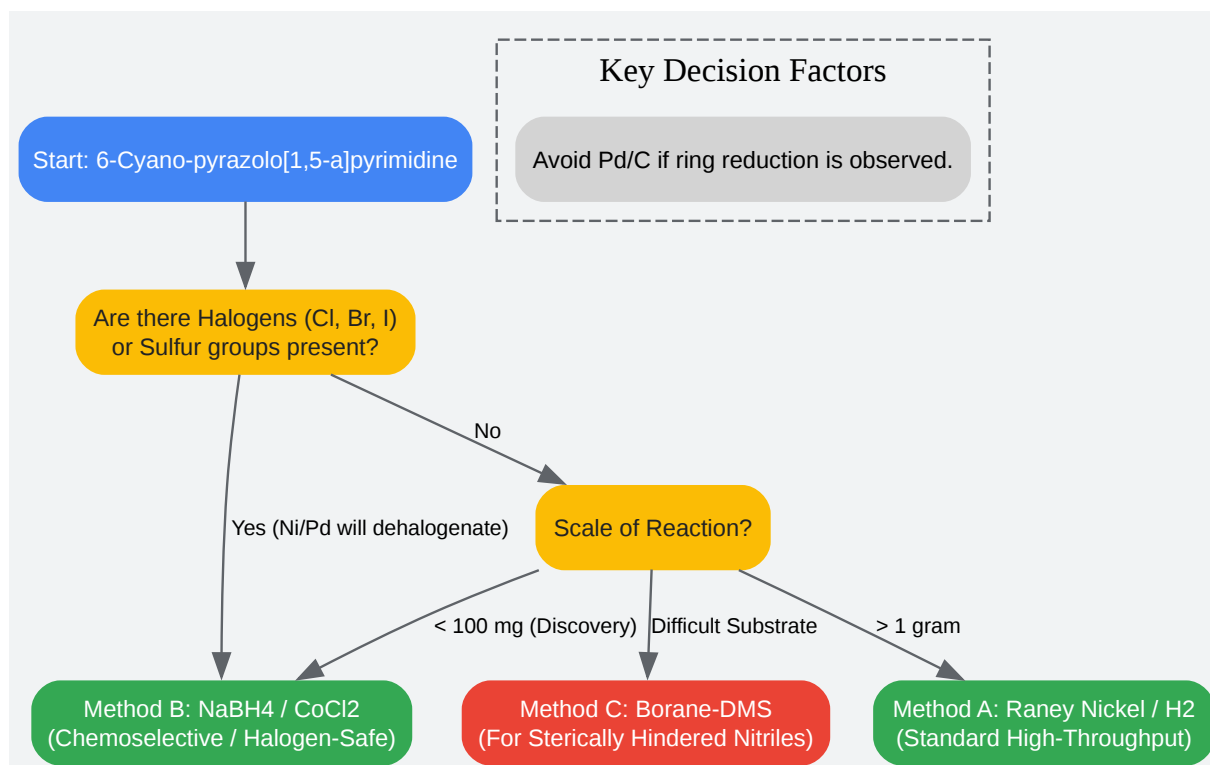 Key Decision Factors
Start: 6-Cyano-pyrazolo[1,5-a]pyrimidine
Avoid Pd/C if ring reduction is observed.
Are there Halogens (Cl, Br, I)
or Sulfur groups present?
No
Yes (Ni/Pd will dehalogenate)
Scale of Reaction?
< 100 mg (Discovery)
Difficult Substrate
> 1 gram
Method B: NaBH4 / CoCl2
(Chemoselective / Halogen-Safe)
Method C: Borane-DMS
(For Sterically Hindered Nitriles)
Method A: Raney Nickel / H2
(Standard High-Throughput)